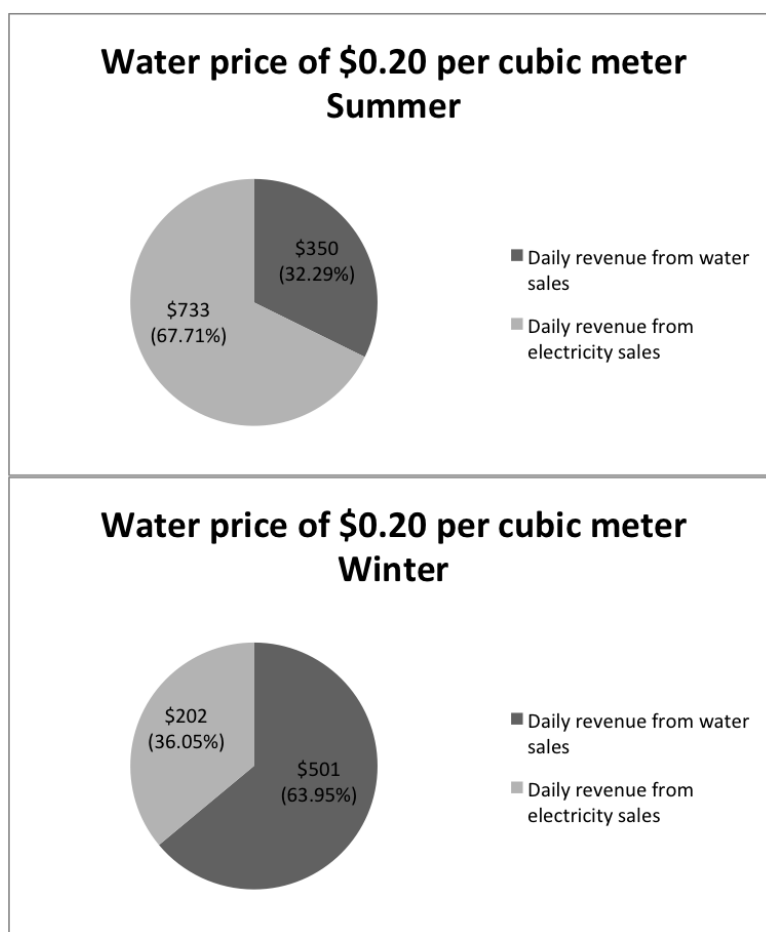 Water price of $0.20 per cubic meter
Summer
$350
(32.29%)
$733
(67.71%)
Daily revenue from water
sales
Daily revenue from
electricity sales
Water price of $0.20 per cubic meter
Winter
$202
(36.05%)
$501
(63.95%)
Daily revenue from water
sales
Daily revenue from
electricity sales